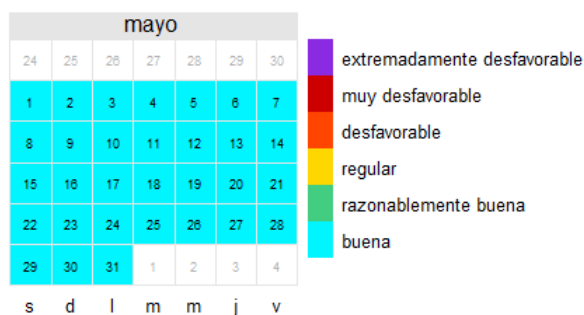 mayo
24 25 26 27 28 29 30
1 2 3 4 5 6 7
8 9 10 11 12 13 14
15 16 17 18 19 20 21
22 23 24 25 26 27 28
29 30 31 1 2 3 4
s d l m m j v
extremadamente desfavorable
muy desfavorable
desfavorable
regular
razonablemente buena
buena